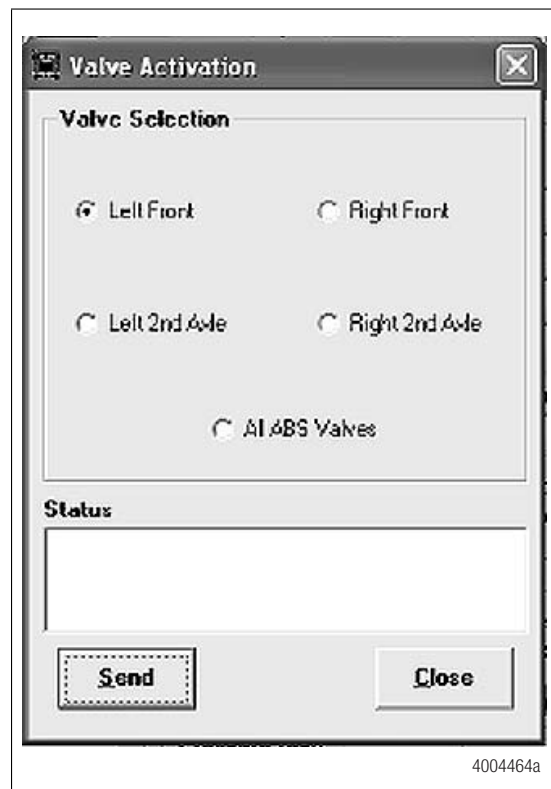 Valve Activation
Valve Selection
Left Front Right Front
Left 2nd Axle Right 2nd Axle
All ABS Valves
Status
Send Close
4004464a